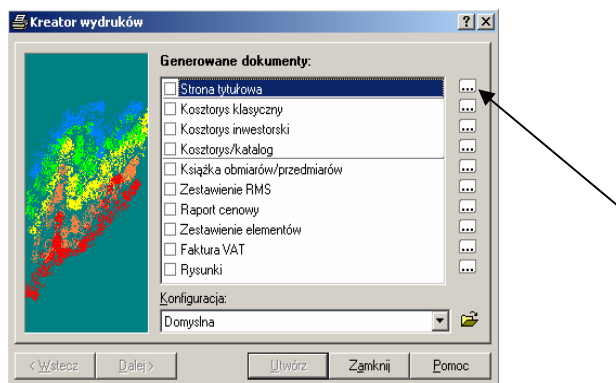 Kreator wydruków
Generowane dokumenty:
Strona tytułowa
Kosztorys klasyczny
Kosztorys inwestorski
Kosztorys/katalog
Książka obmiarów/przedmiarów
Zestawienie RMS
Raport cenowy
Zestawienie elementów
Faktura VAT
Rysunki
Konfiguracja:
Domyslna
< Wstecz Dalej > Utwórz Zamknij Pomoc